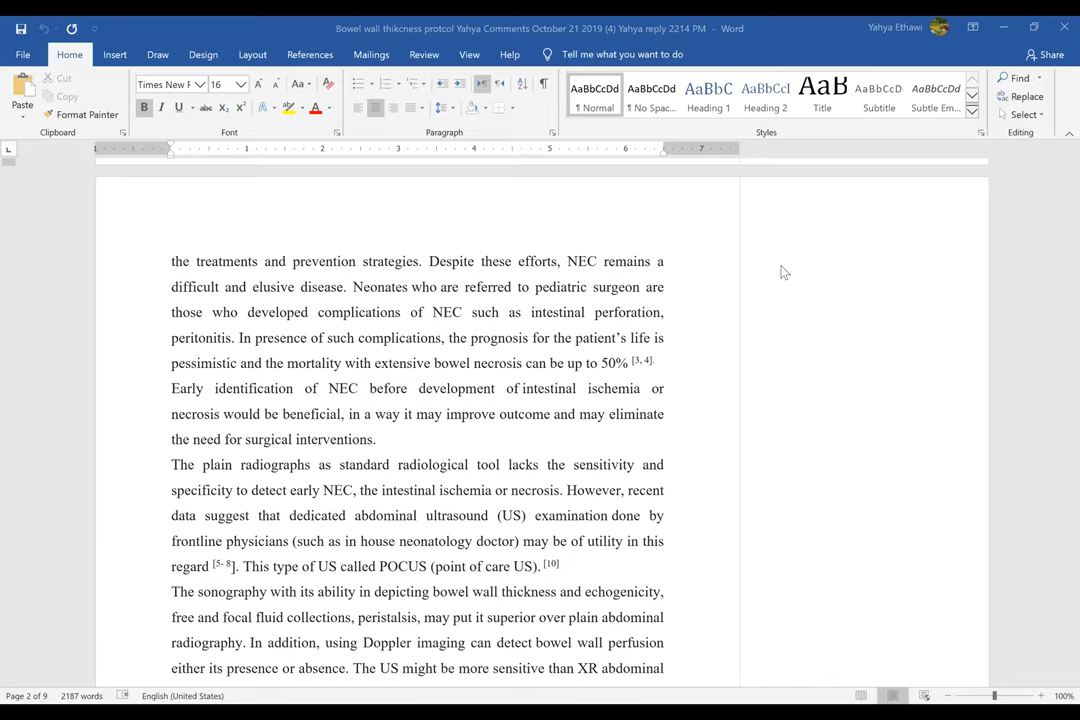 Bowel wall thikcness protcol Yahya Comments October 21 2019 (4) Yahya reply 2214 PM - Word
Yahya Ethawi
File Home Insert Draw Design Layout References Mailings Review View Help Tell me what you want to do Share
Paste
Cut
Copy
Format Painter
Clipboard
Times New F 16
Font
Paragraph
AaBbCcDd AaBbCcDd AaBbC AaBbCcI AaB AaBbCcD AaBbCcDd
¶ Normal ¶ No Spac... Heading 1 Heading 2 Title Subtitle Subtle Em...
Styles
Find
Replace
Select
Editing
1 1 2 3 4 5 6 7
the treatments and prevention strategies. Despite these efforts, NEC remains a
difficult and elusive disease. Neonates who are referred to pediatric surgeon are
those who developed complications of NEC such as intestinal perforation,
peritonitis. In presence of such complications, the prognosis for the patient's life is
pessimistic and the mortality with extensive bowel necrosis can be up to 50% [3, 4].
Early identification of NEC before development of intestinal ischemia or
necrosis would be beneficial, in a way it may improve outcome and may eliminate
the need for surgical interventions.
The plain radiographs as standard radiological tool lacks the sensitivity and
specificity to detect early NEC, the intestinal ischemia or necrosis. However, recent
data suggest that dedicated abdominal ultrasound (US) examination done by
frontline physicians (such as in house neonatology doctor) may be of utility in this
regard [5- 8]. This type of US called POCUS (point of care US). [10]
The sonography with its ability in depicting bowel wall thickness and echogenicity,
free and focal fluid collections, peristalsis, may put it superior over plain abdominal
radiography. In addition, using Doppler imaging can detect bowel wall perfusion
either its presence or absence. The US might be more sensitive than XR abdominal
Page 2 of 9 2187 words English (United States) 100%